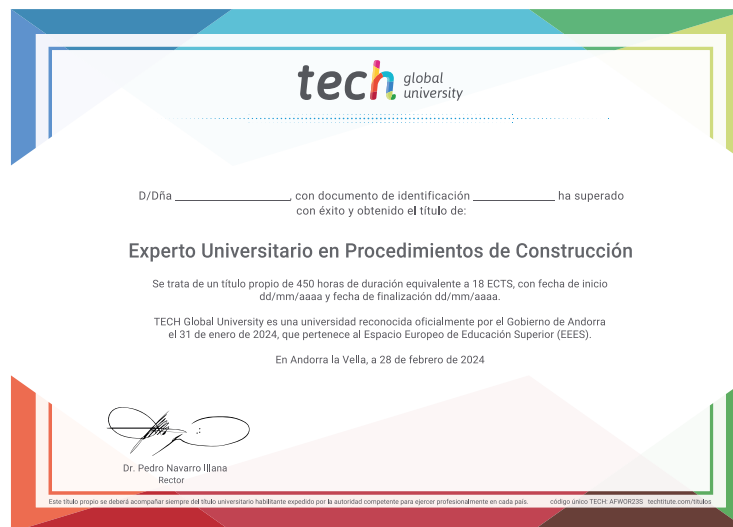 tech global
university
D/Dña ________________, con documento de identificación ______________ ha superado
con éxito y obtenido el título de:
Experto Universitario en Procedimientos de Construcción
Se trata de un título propio de 450 horas de duración equivalente a 18 ECTS, con fecha de inicio
dd/mm/aaaa y fecha de finalización dd/mm/aaaa.
TECH Global University es una universidad reconocida oficialmente por el Gobierno de Andorra
el 31 de enero de 2024, que pertenece al Espacio Europeo de Educación Superior (EEES).
En Andorra la Vella, a 28 de febrero de 2024
Dr. Pedro Navarro Illana
Rector
Este título propio se deberá acompañar siempre del título universitario habilitante expedido por la autoridad competente para ejercer profesionalmente en cada país. código único TECH: AFWOR23S techtitute.com/titulos